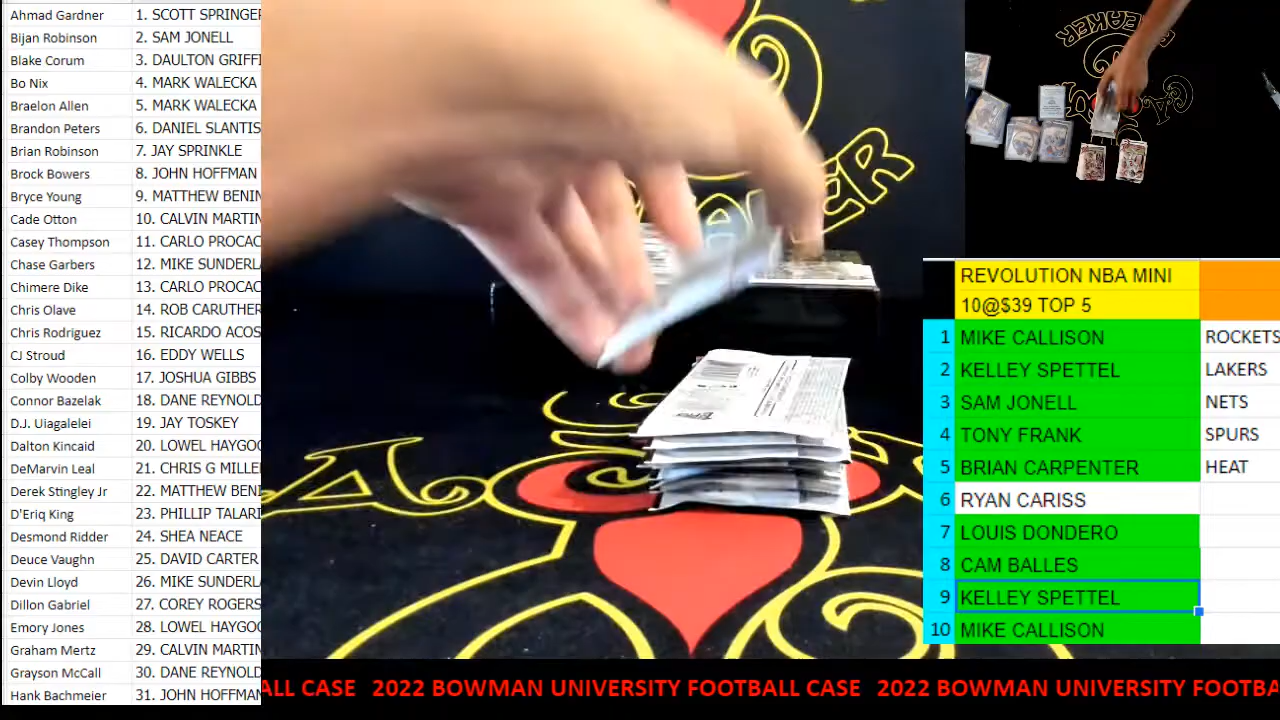 Ahmad Gardner 1. SCOTT SPRINGER
Bijan Robinson 2. SAM JONELL
Blake Corum 3. DAULTON GRIFFI
Bo Nix 4. MARK WALECKA
Braelon Allen 5. MARK WALECKA
Brandon Peters 6. DANIEL SLANTIS
Brian Robinson 7. JAY SPRINKLE
Brock Bowers 8. JOHN HOFFMAN
Bryce Young 9. MATTHEW BENIN
Cade Otton 10. CALVIN MARTIN
Casey Thompson 11. CARLO PROCAC
Chase Garbers 12. MIKE SUNDERL
Chimere Dike 13. CARLO PROCAC
Chris Olave 14. ROB CARUTHER
Chris Rodriguez 15. RICARDO ACOS
CJ Stroud 16. EDDY WELLS
Colby Wooden 17. JOSHUA GIBBS
Connor Bazelak 18. DANE REYNOLD
D.J. Uiagalelei 19. JAY TOSKEY
Dalton Kincaid 20. LOWEL HAYGOO
DeMarvin Leal 21. CHRIS G MILLE
Derek Stingley Jr 22. MATTHEW BENI
D'Eriq King 23. PHILLIP TALARI
Desmond Ridder 24. SHEA NEACE
Deuce Vaughn 25. DAVID CARTER
Devin Lloyd 26. MIKE SUNDERLA
Dillon Gabriel 27. COREY ROGERS
Emory Jones 28. LOWEL HAYGOO
Graham Mertz 29. CALVIN MARTIN
Grayson McCall 30. DANE REYNOLD
Hank Bachmeier 31. JOHN HOFFMAN
BREAKER
REVOLUTION NBA MINI
10@$39 TOP 5
1 MIKE CALLISON ROCKETS
2 KELLEY SPETTEL LAKERS
3 SAM JONELL NETS
4 TONY FRANK SPURS
5 BRIAN CARPENTER HEAT
6 RYAN CARISS
7 LOUIS DONDERO
8 CAM BALLES
9 KELLEY SPETTEL
10 MIKE CALLISON
ALL CASE 2022 BOWMAN UNIVERSITY FOOTBALL CASE 2022 BOWMAN UNIVERSITY FOOTBA